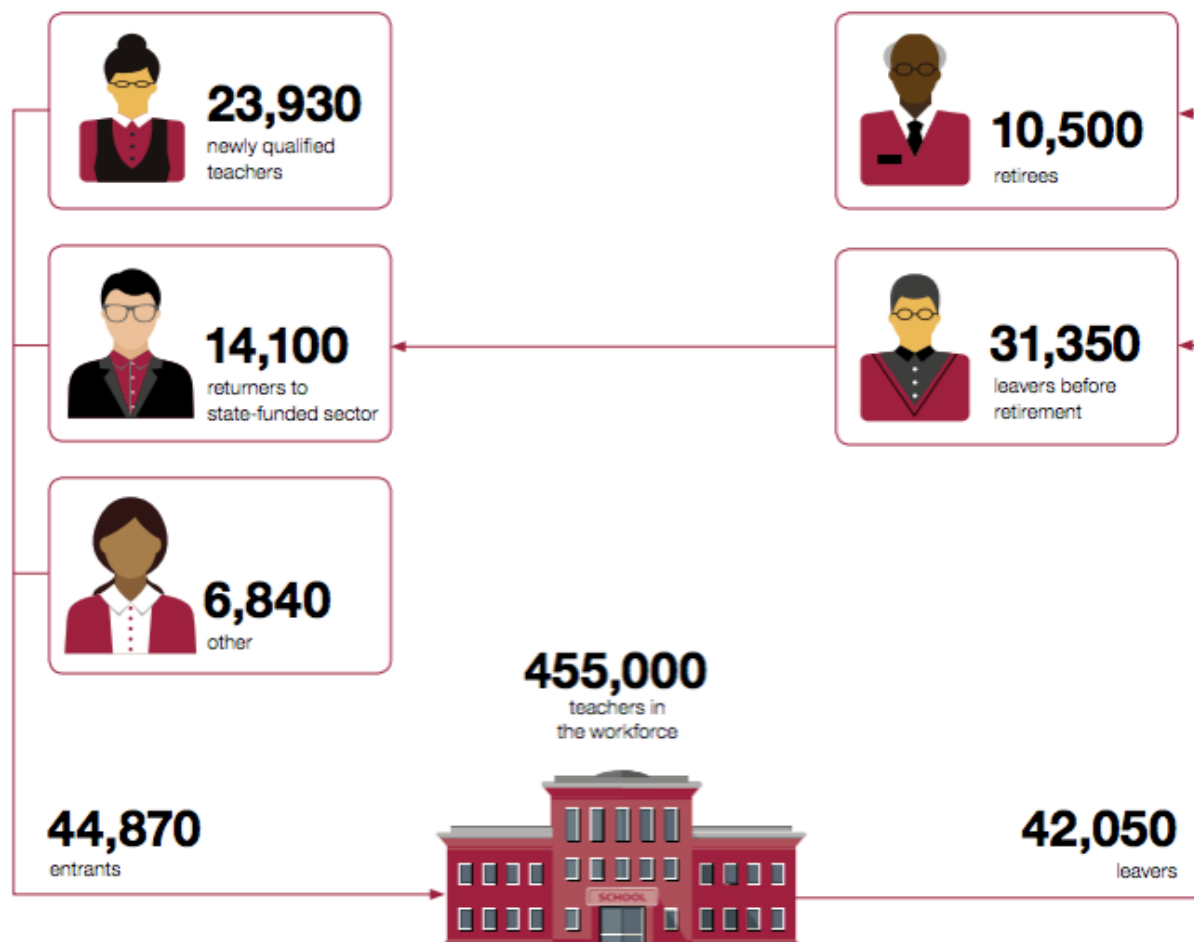 23,930
newly qualified
teachers
10,500
retirees
14,100
returners to
state-funded sector
31,350
leavers before
retirement
6,840
other
455,000
teachers in
the workforce
44,870
entrants
42,050
leavers
SCHOOL